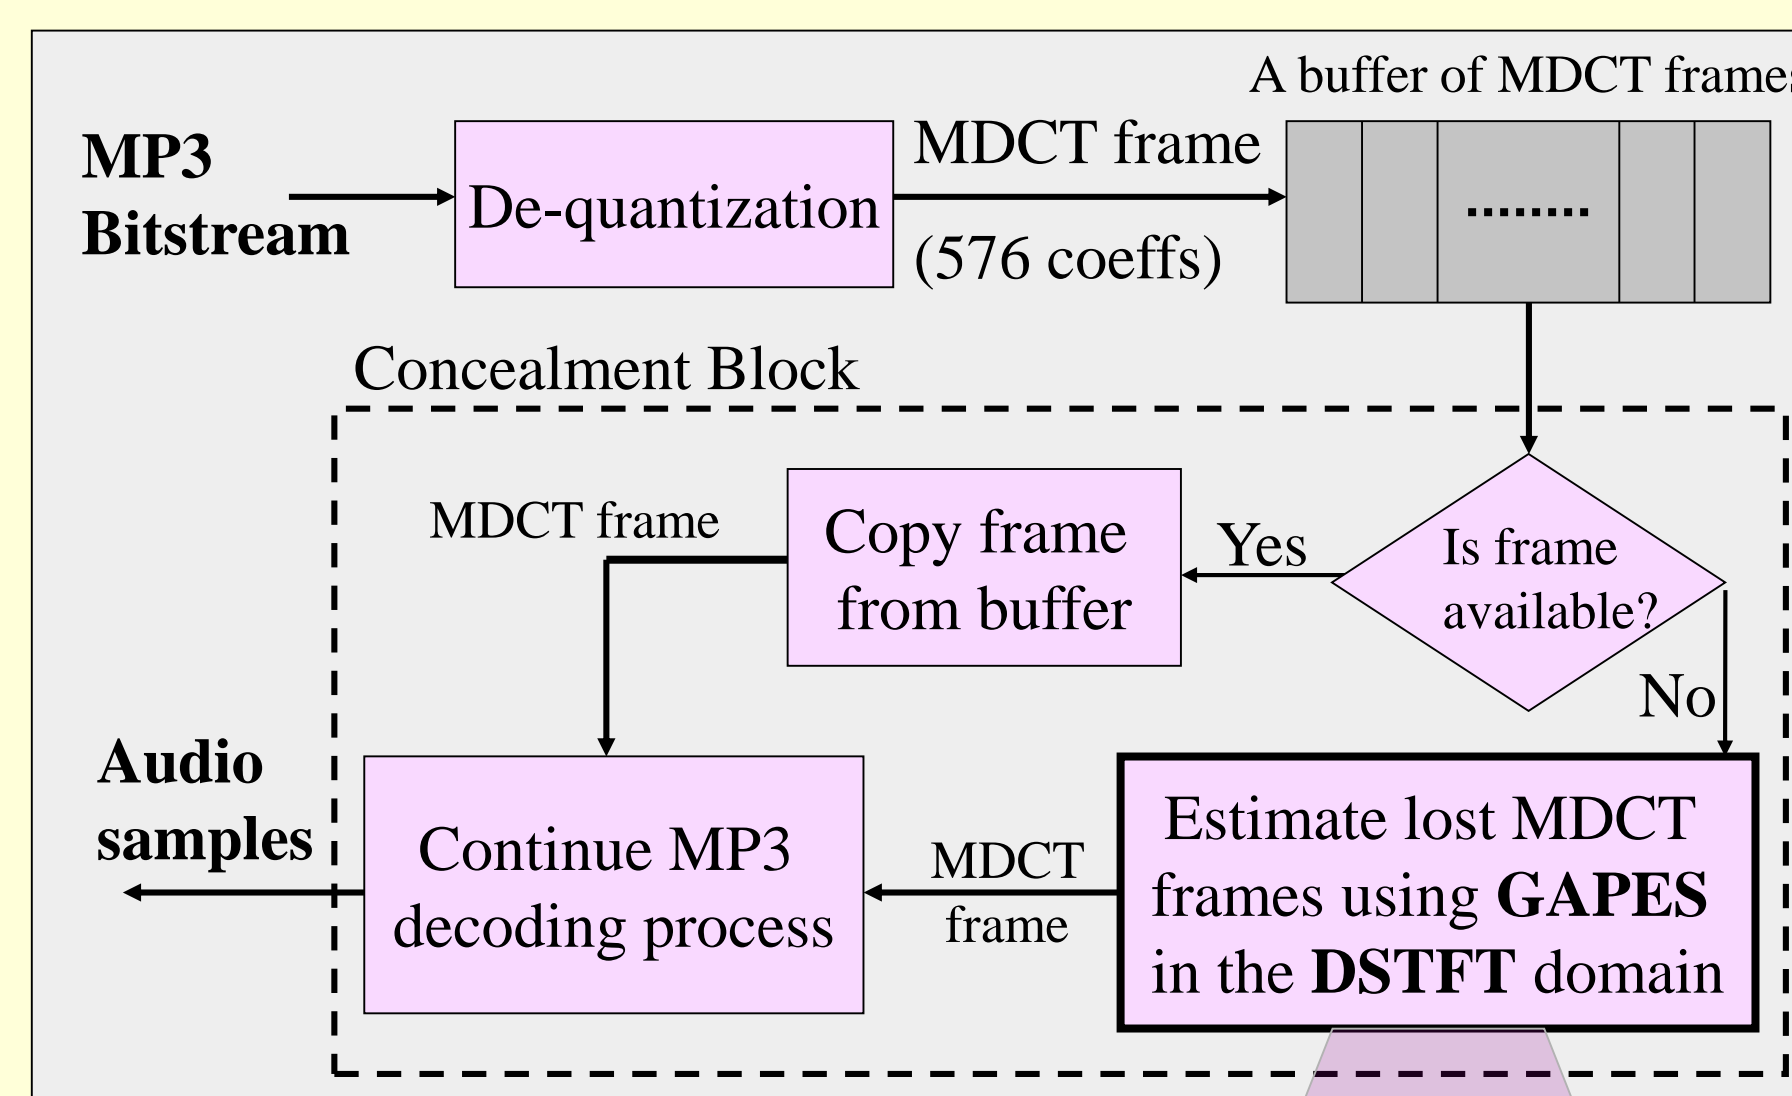 A buffer of MDCT frames
MP3
Bitstream
De-quantization
MDCT frame
(576 coeffs)
.........
Concealment Block
MDCT frame
Copy frame
from buffer
Yes
Is frame
available?
No
Audio
samples
Continue MP3
decoding process
MDCT
frame
Estimate lost MDCT
frames using GAPES
in the DSTFT domain